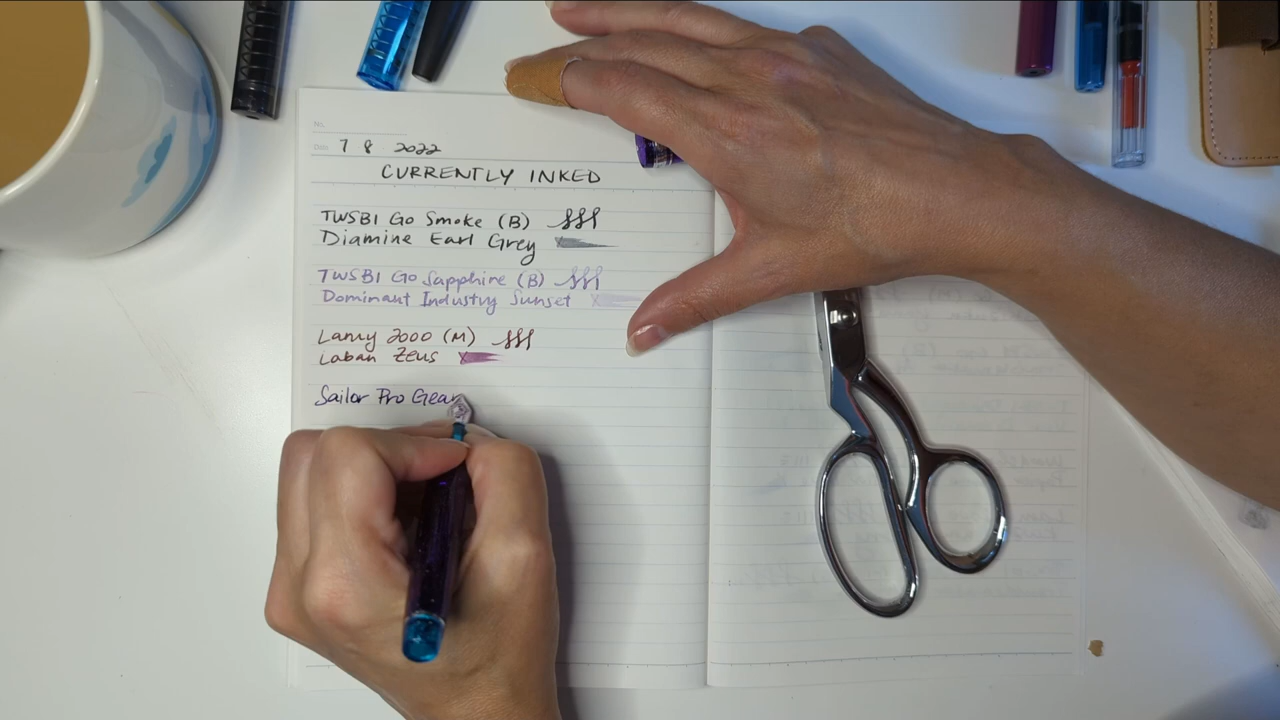 No.
Date 7 8 2022
CURRENTLY INKED
TWSBI Go Smoke (B)
Diamine Earl Grey
TWSBI Go Sapphire (B)
Dominant Industry Sunset
Lamy 2000 (M)
Laban Zeus
Sailor Pro Gear